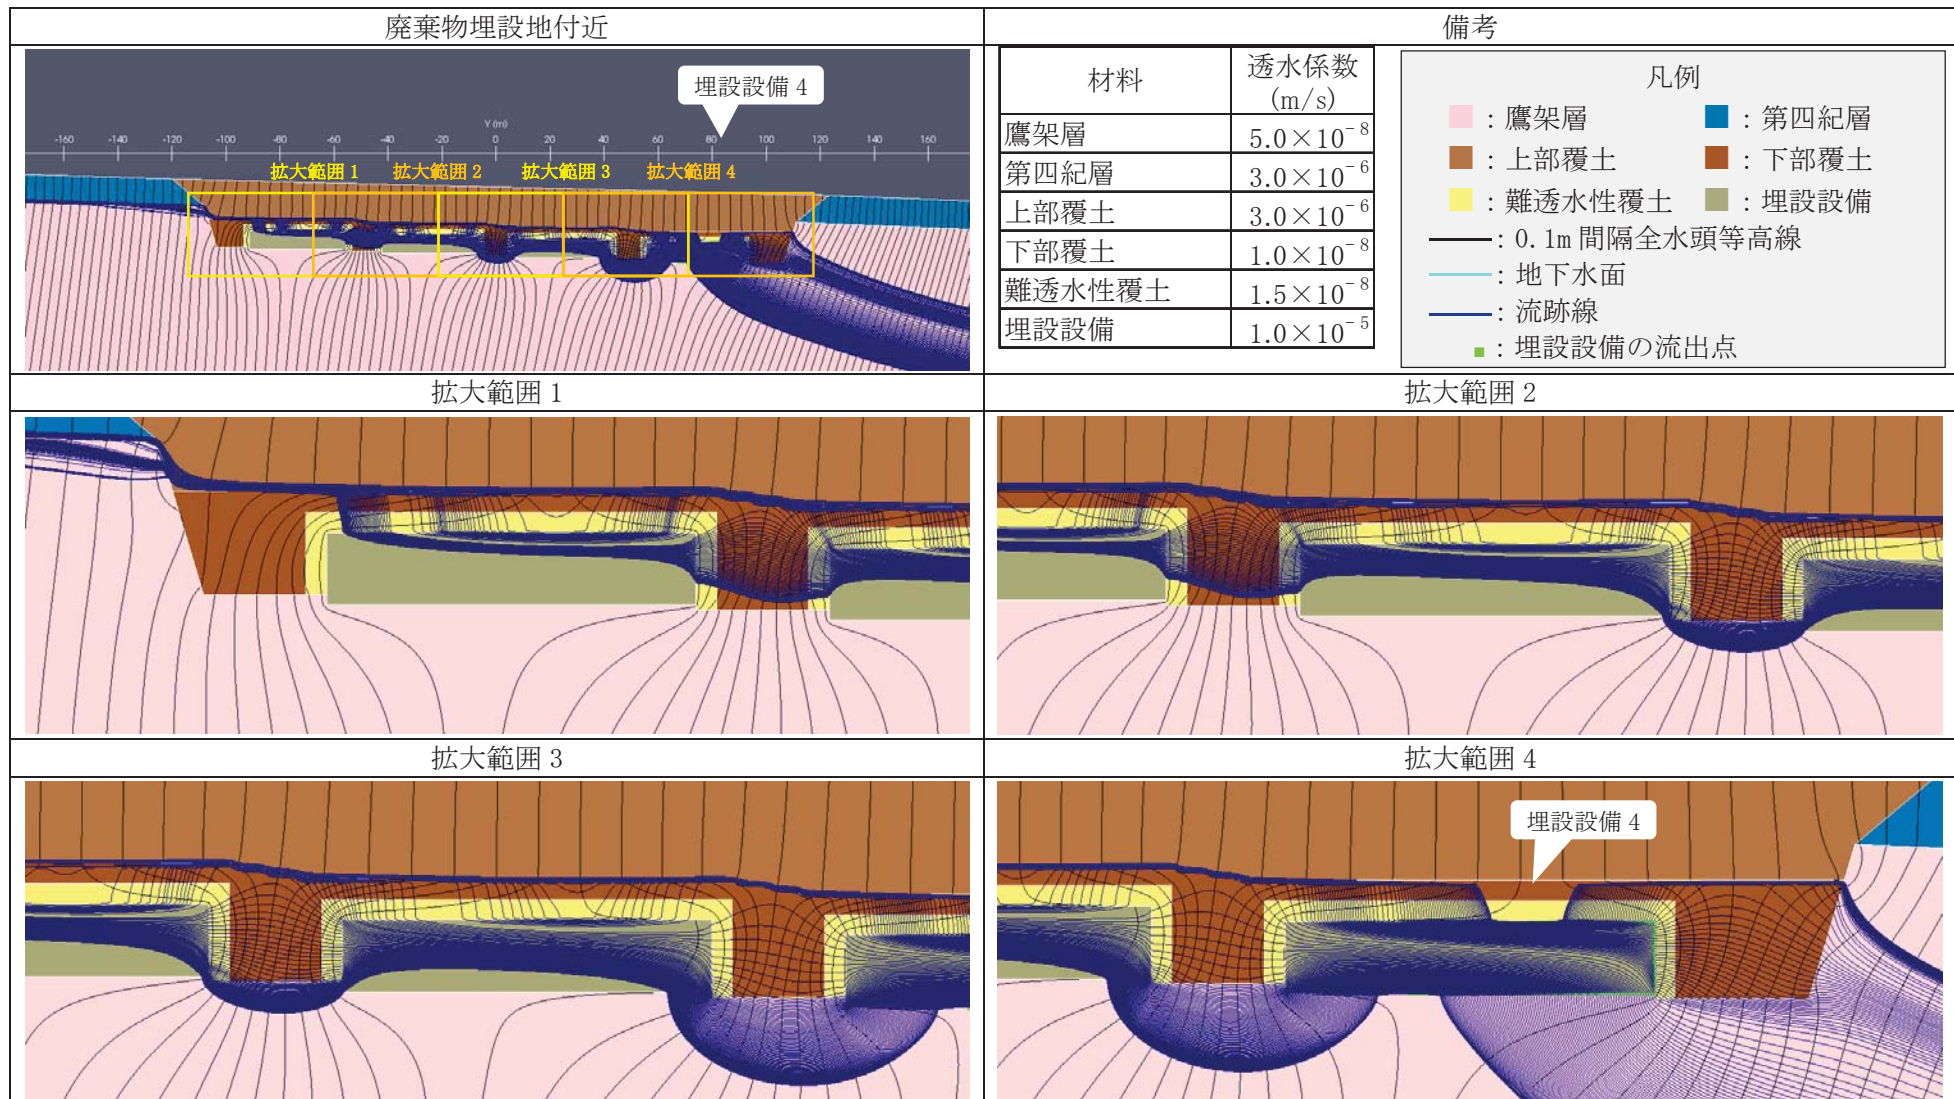 廃棄物埋設地付近
備考
埋設設備 4
Y (m)
-160 -140 -120 -100 -80 -60 -40 -20 0 20 40 60 80 100 120 140 160
拡大範囲 1 拡大範囲 2 拡大範囲 3 拡大範囲 4
材料 透水係数
(m/s)
鷹架層 5.0×10⁻⁸
第四紀層 3.0×10⁻⁶
上部覆土 3.0×10⁻⁶
下部覆土 1.0×10⁻⁸
難透水性覆土 1.5×10⁻⁸
埋設設備 1.0×10⁻⁵
凡例
：鷹架層 ：第四紀層
：上部覆土 ：下部覆土
：難透水性覆土 ：埋設設備
：0.1m 間隔全水頭等高線
：地下水面
：流跡線
：埋設設備の流出点
拡大範囲 1
拡大範囲 2
拡大範囲 3
拡大範囲 4
埋設設備 4